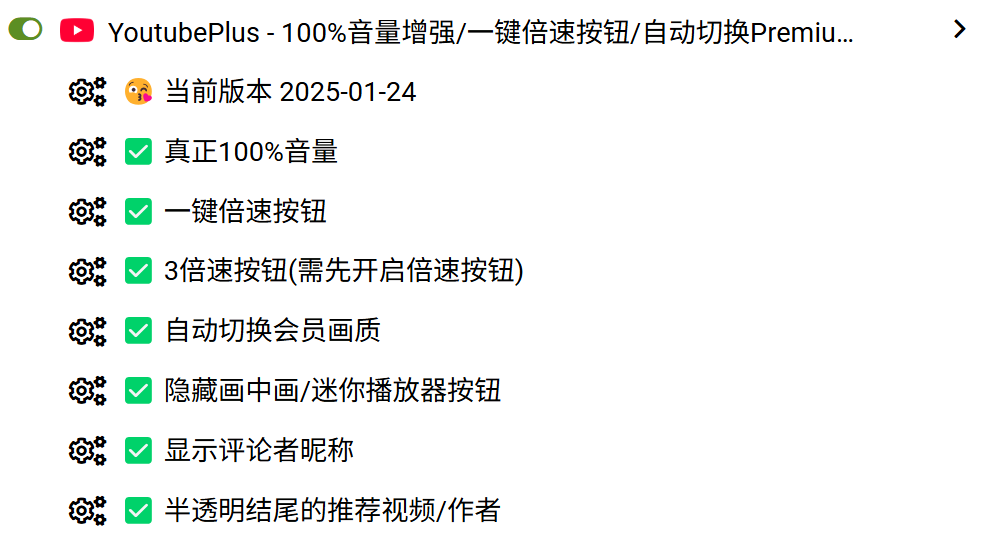 YoutubePlus - 100%音量增强/一键倍速按钮/自动切换Premiu...
😘 当前版本 2025-01-24
✅ 真正100%音量
✅ 一键倍速按钮
✅ 3倍速按钮(需先开启倍速按钮)
✅ 自动切换会员画质
✅ 隐藏画中画/迷你播放器按钮
✅ 显示评论者昵称
✅ 半透明结尾的推荐视频/作者